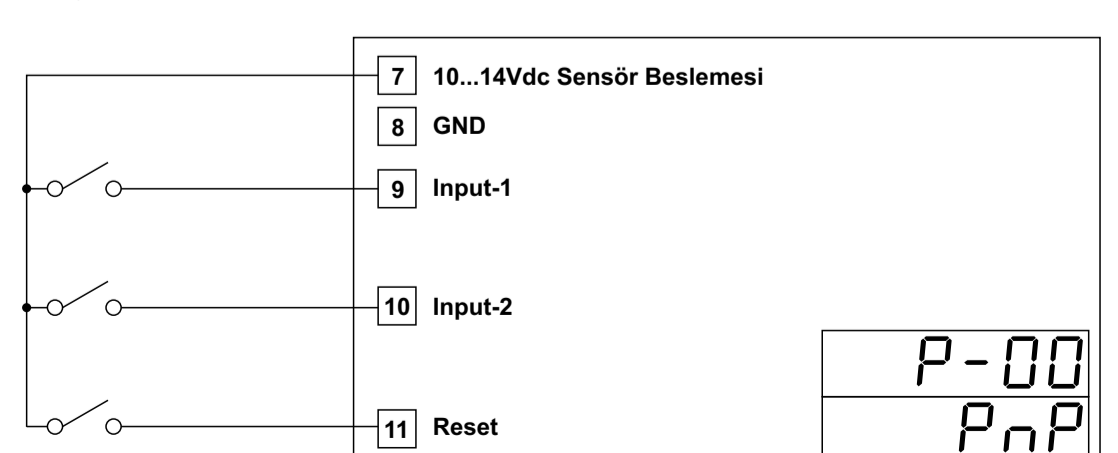 7 10...14Vdc Sensör Beslemesi
8 GND
9 Input-1
10 Input-2
P-00
PnP
11 Reset